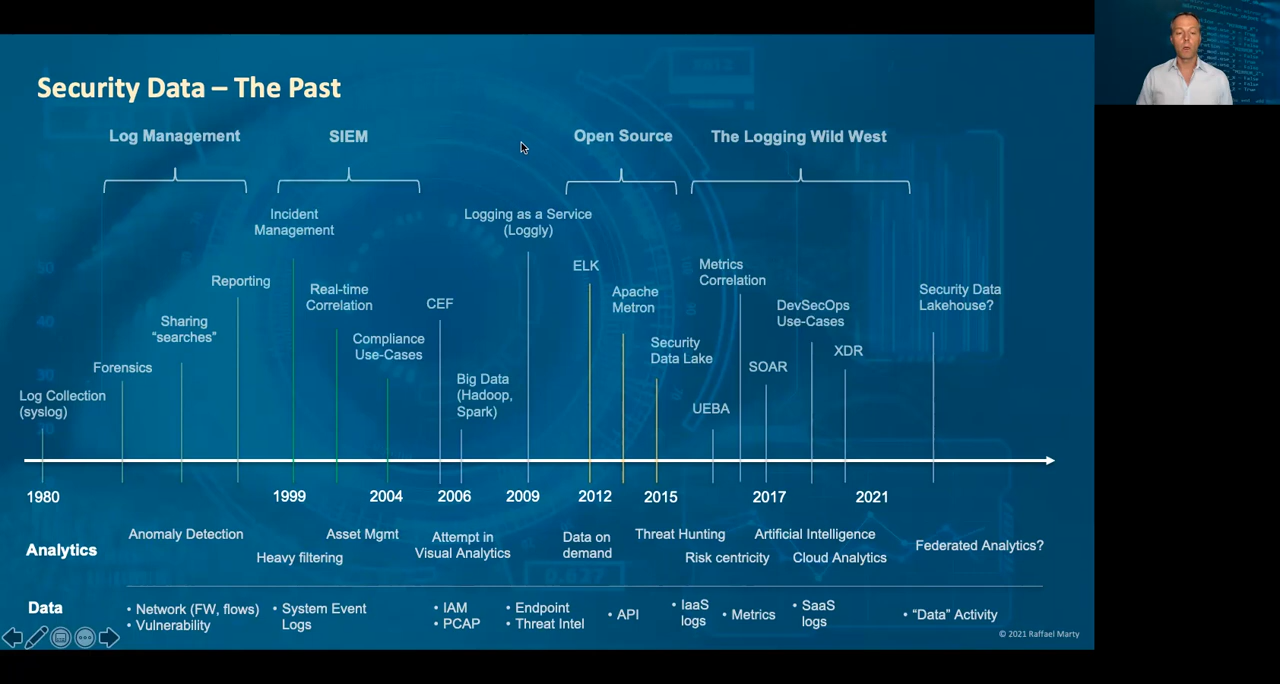 Security Data – The Past
Log Management
SIEM
Open Source
The Logging Wild West
Incident
Management
Logging as a Service
(Loggly)
ELK
Metrics
Correlation
Reporting
Real-time
Correlation
CEF
Apache
Metron
DevSecOps
Use-Cases
Security Data
Lakehouse?
Sharing
“searches”
Compliance
Use-Cases
Security
Data Lake
XDR
Forensics
SOAR
Log Collection
(syslog)
Big Data
(Hadoop,
Spark)
UEBA
1980
1999
2004
2006
2009
2012
2015
2017
2021
Analytics
Anomaly Detection
Heavy filtering
Asset Mgmt
Attempt in
Visual Analytics
Data on
demand
Threat Hunting
Risk centricity
Artificial Intelligence
Cloud Analytics
Federated Analytics?
Data
• Network (FW, flows)
• Vulnerability
• System Event
Logs
• IAM
• PCAP
• Endpoint
• Threat Intel
• API
• IaaS
logs
• Metrics
• SaaS
logs
• “Data” Activity
© 2021 Raffael Marty